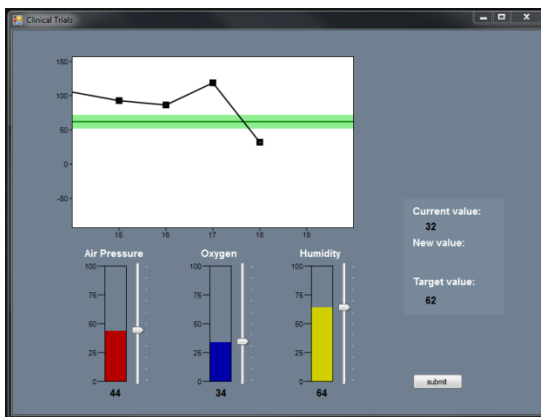 Clinical Trials
150
100
50
0
-50
15 16 17 18 19
Air Pressure Oxygen Humidity
100 100 100
75 75 75
50 50 50
25 25 25
0 0 0
44 34 64
Current value:
32
New value:
Target value:
62
submit